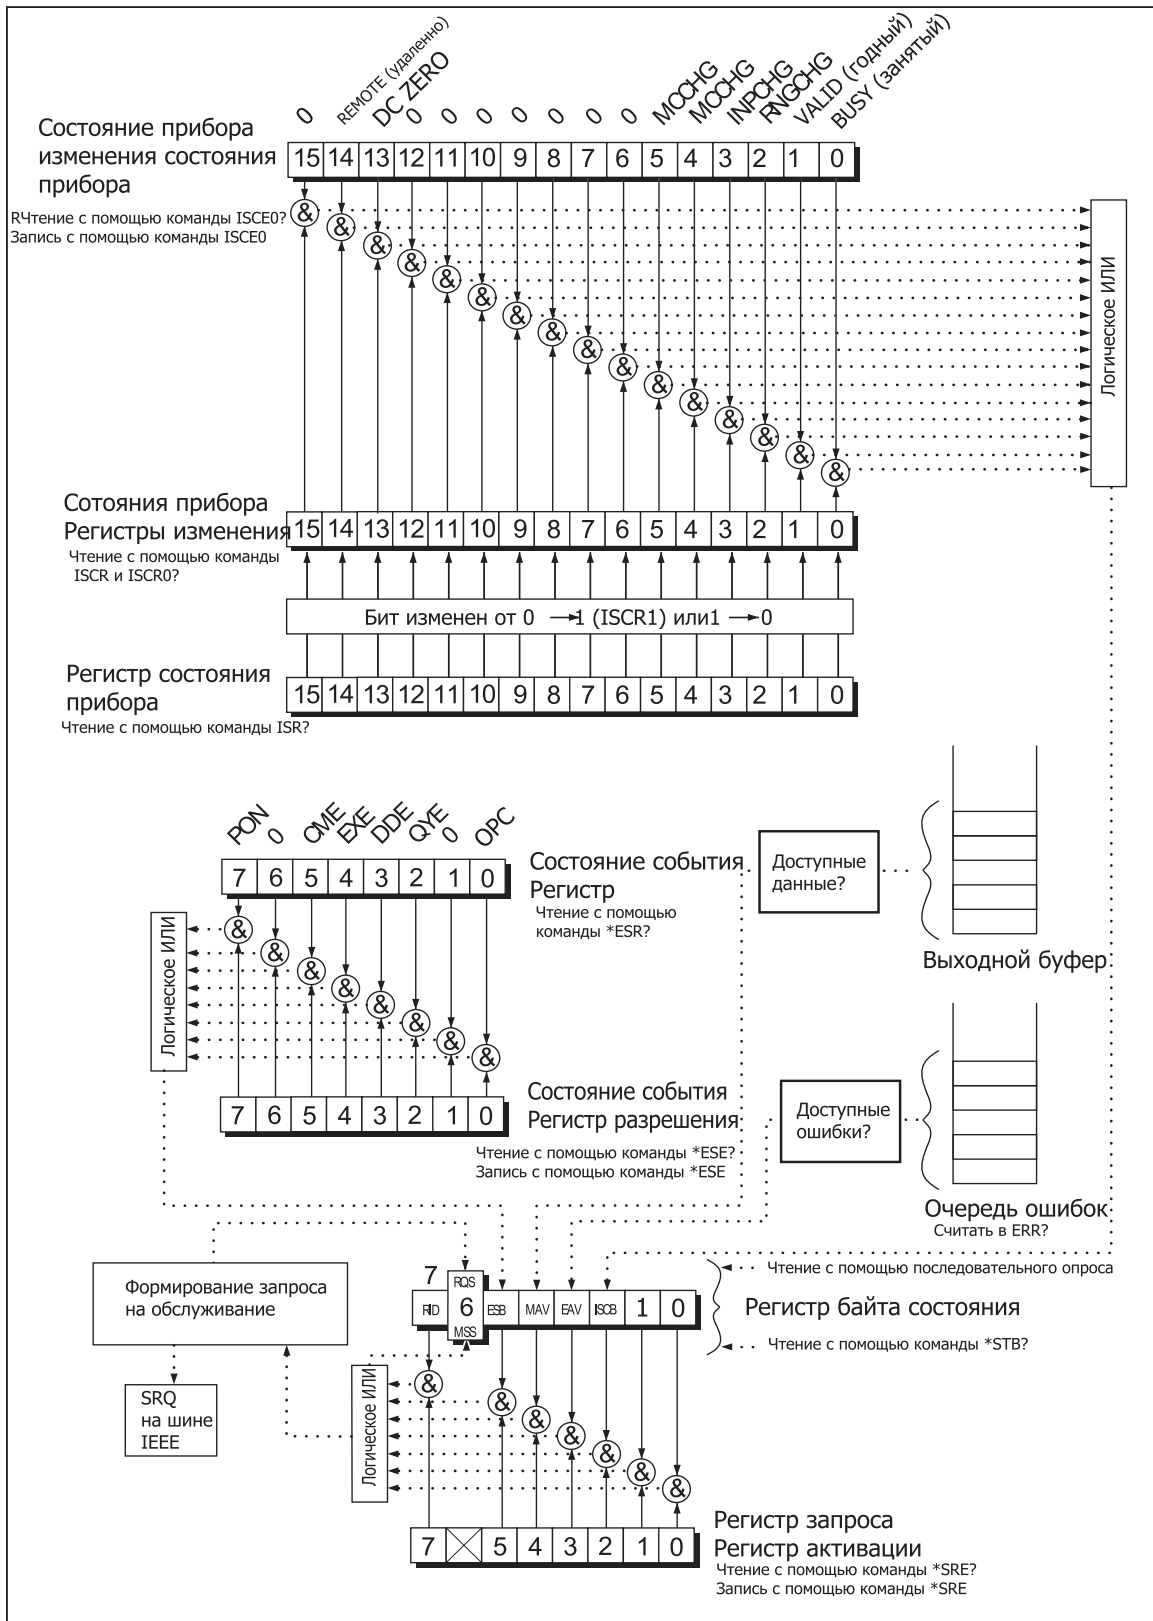 0
REMOTE (удаленно)
DC ZERO
0
0
0
0
0
0
0
MCCHG
MCCHG
INPCHG
RNGCHG
VALID (годный)
BUSY (занятый)
Состояние прибора
изменения состояния
прибора
15 14 13 12 11 10 9 8 7 6 5 4 3 2 1 0
RЧтение с помощью команды ISCE0?
Запись с помощью команды ISCE0
& & & & & & & & & & & & & & & &
Логическое ИЛИ
Сотояния прибора
Регистры изменения
15 14 13 12 11 10 9 8 7 6 5 4 3 2 1 0
Чтение с помощью команды
ISCR и ISCR0?
Бит изменен от 0 → 1 (ISCR1) или1 → 0
Регистр состояния
прибора
15 14 13 12 11 10 9 8 7 6 5 4 3 2 1 0
Чтение с помощью команды ISR?
PON
0
CME
EXE
DDE
QYE
0
OPC
7 6 5 4 3 2 1 0
Состояние события
Регистр
Чтение с помощью
команды *ESR?
& & & & & & & &
Логическое ИЛИ
Доступные
данные?
Выходной буфер
Состояние события
Регистр разрешения
7 6 5 4 3 2 1 0
Чтение с помощью команды *ESE?
Запись с помощью команды *ESE
Доступные
ошибки?
Очередь ошибок
Считать в ERR?
Формирование запроса
на обслуживание
SRQ
на шине
IEEE
7
RQS
RID 6 ESB MAV EAV ISCB 1 0
MSS
Чтение с помощью последовательного опроса
Регистр байта состояния
Чтение с помощью команды *STB?
& & & & & & &
Логическое ИЛИ
7 5 4 3 2 1 0
Регистр запроса
Регистр активации
Чтение с помощью команды *SRE?
Запись с помощью команды *SRE